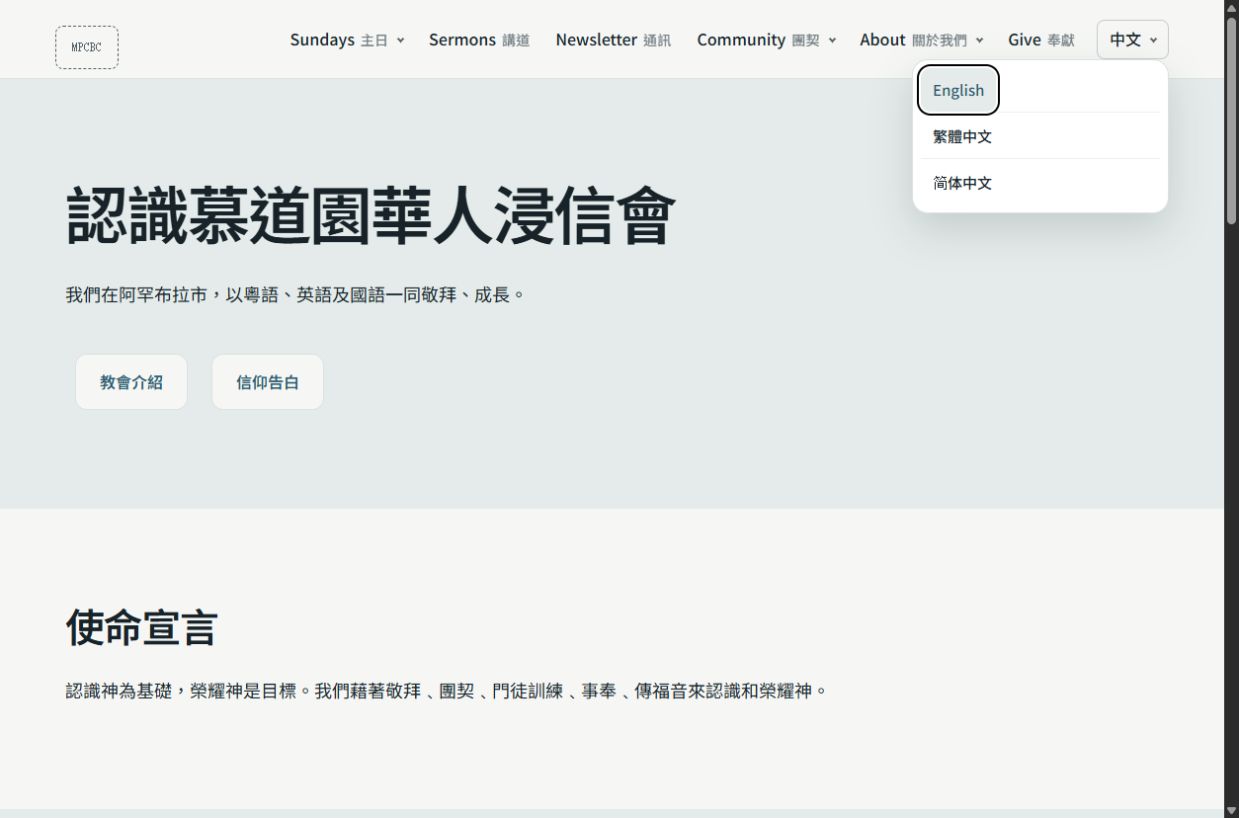 MPCBC
Sundays 主日
Sermons 講道
Newsletter 通訊
Community 團契
About 關於我們
Give 奉獻
中文
English
繁體中文
简体中文
認識慕道園華人浸信會
我們在阿罕布拉市，以粵語、英語及國語一同敬拜、成長。
教會介紹
信仰告白
使命宣言
認識神為基礎，榮耀神是目標。我們藉著敬拜﹑團契﹑門徒訓練﹑事奉﹑傳福音來認識和榮耀神。